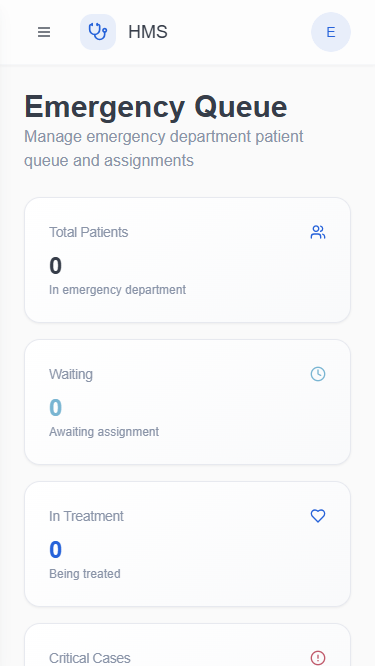 HMS
E
Emergency Queue
Manage emergency department patient
queue and assignments
Total Patients
0
In emergency department
Waiting
0
Awaiting assignment
In Treatment
0
Being treated
Critical Cases